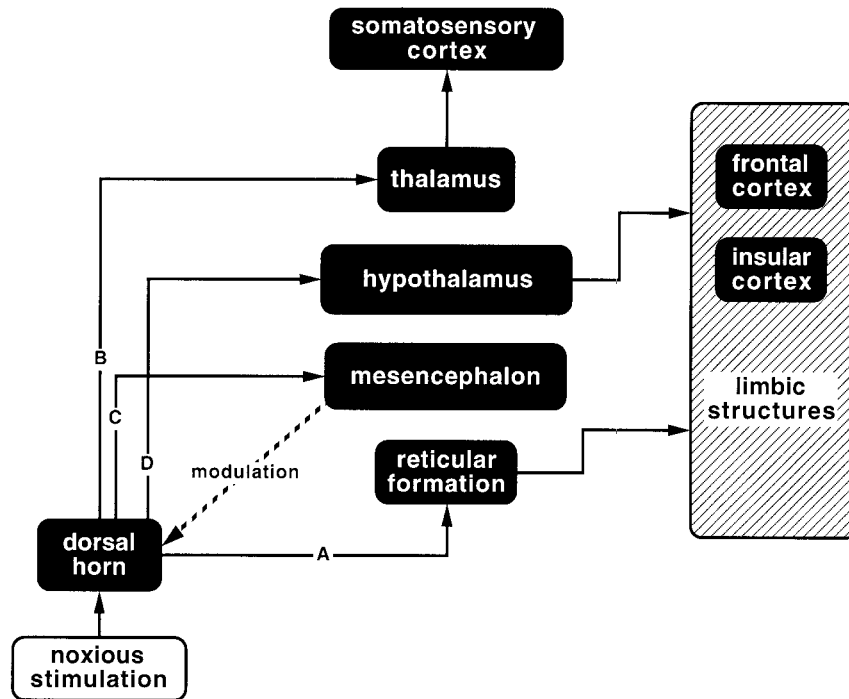 somatosensory
cortex
thalamus
frontal
cortex
hypothalamus
insular
cortex
B
mesencephalon
C
limbic
structures
D
modulation
reticular
formation
dorsal
horn
A
noxious
stimulation